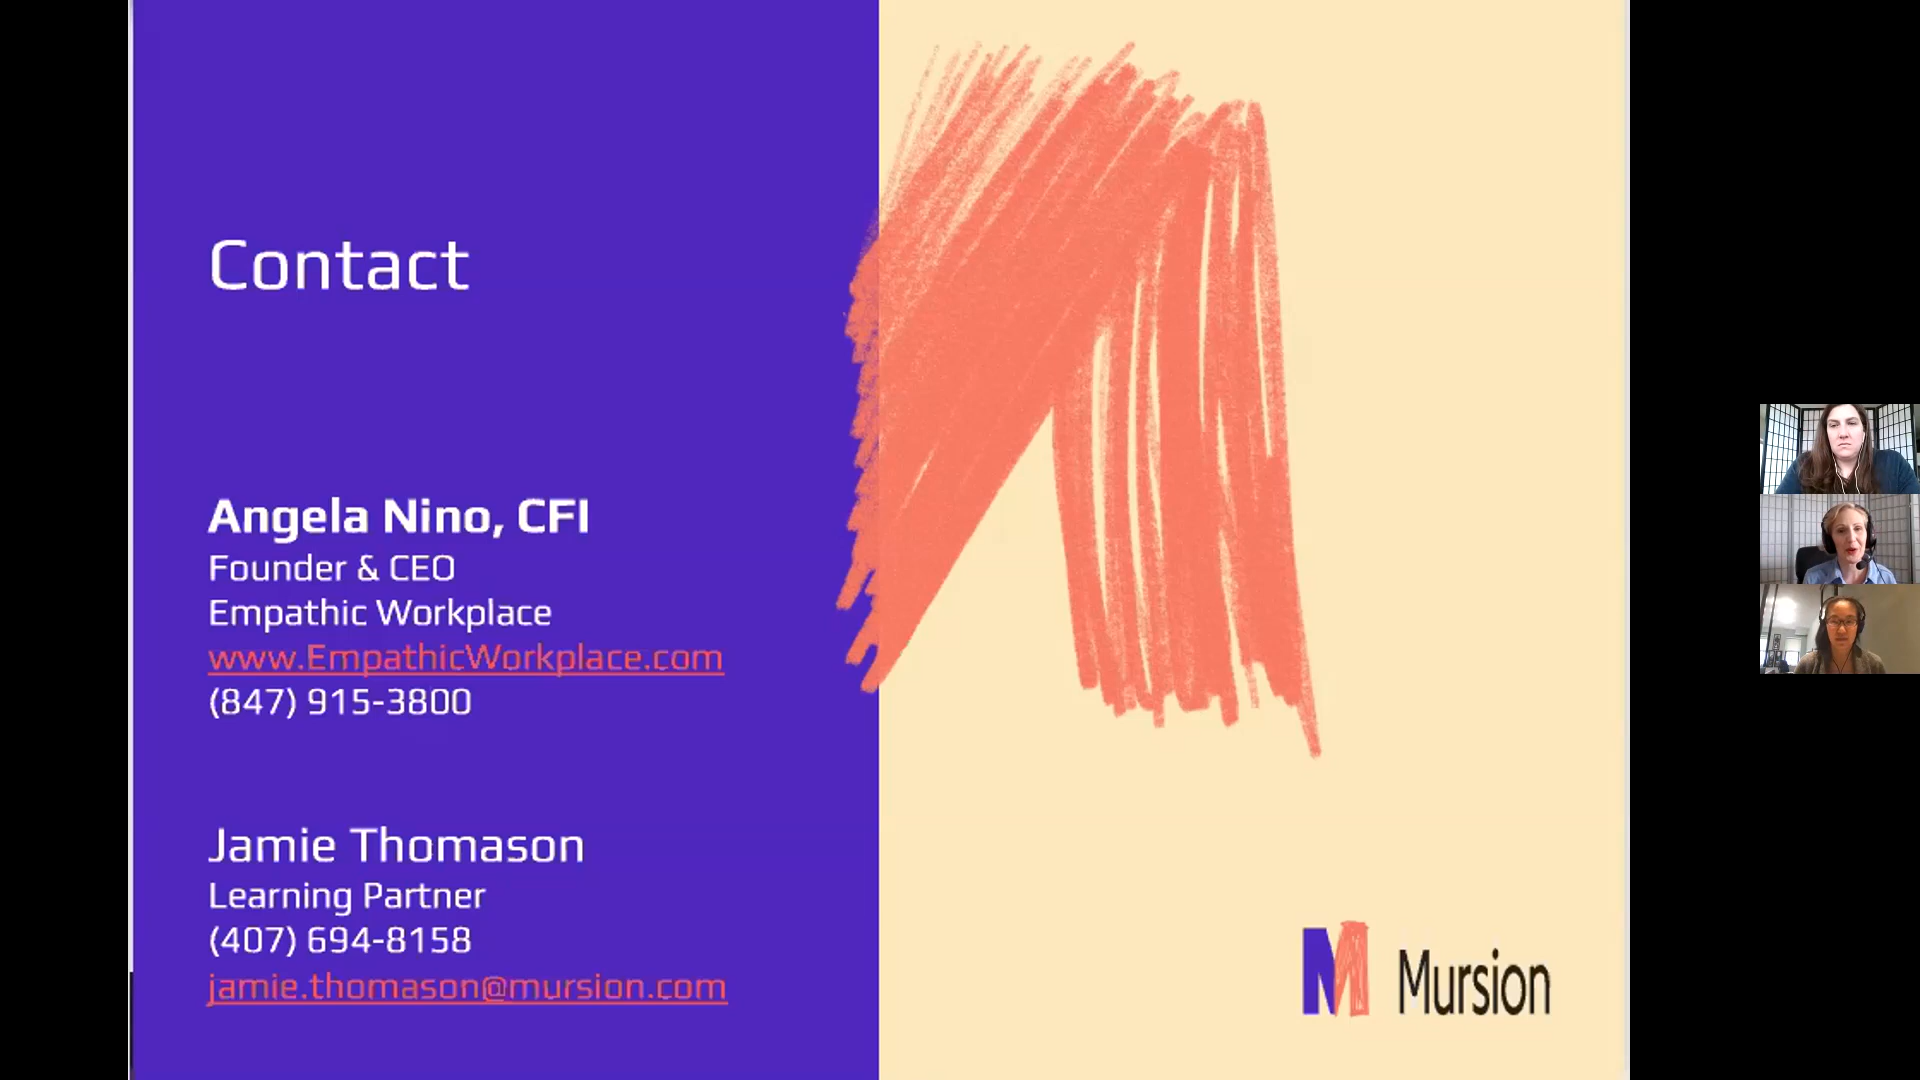 Contact
Angela Nino, CFI
Founder & CEO
Empathic Workplace
www.EmpathicWorkplace.com
(847) 915-3800
Jamie Thomason
Learning Partner
(407) 694-8158
jamie.thomason@mursion.com
M Mursion